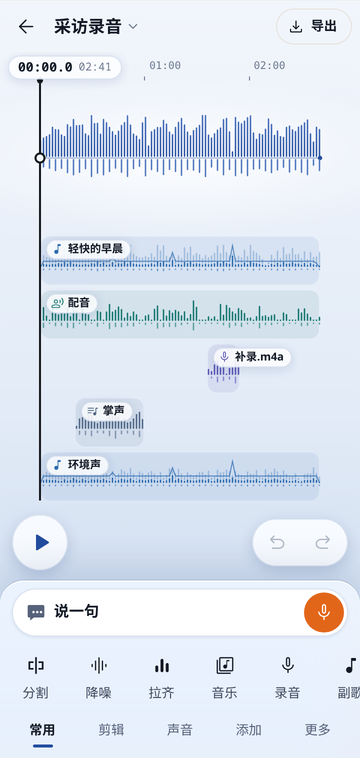 采访录音
导出
00:00.0 02:41
01:00
02:00
轻快的早晨
配音
补录.m4a
掌声
环境声
说一句
分割
降噪
拉齐
音乐
录音
副歌
常用
剪辑
声音
添加
更多